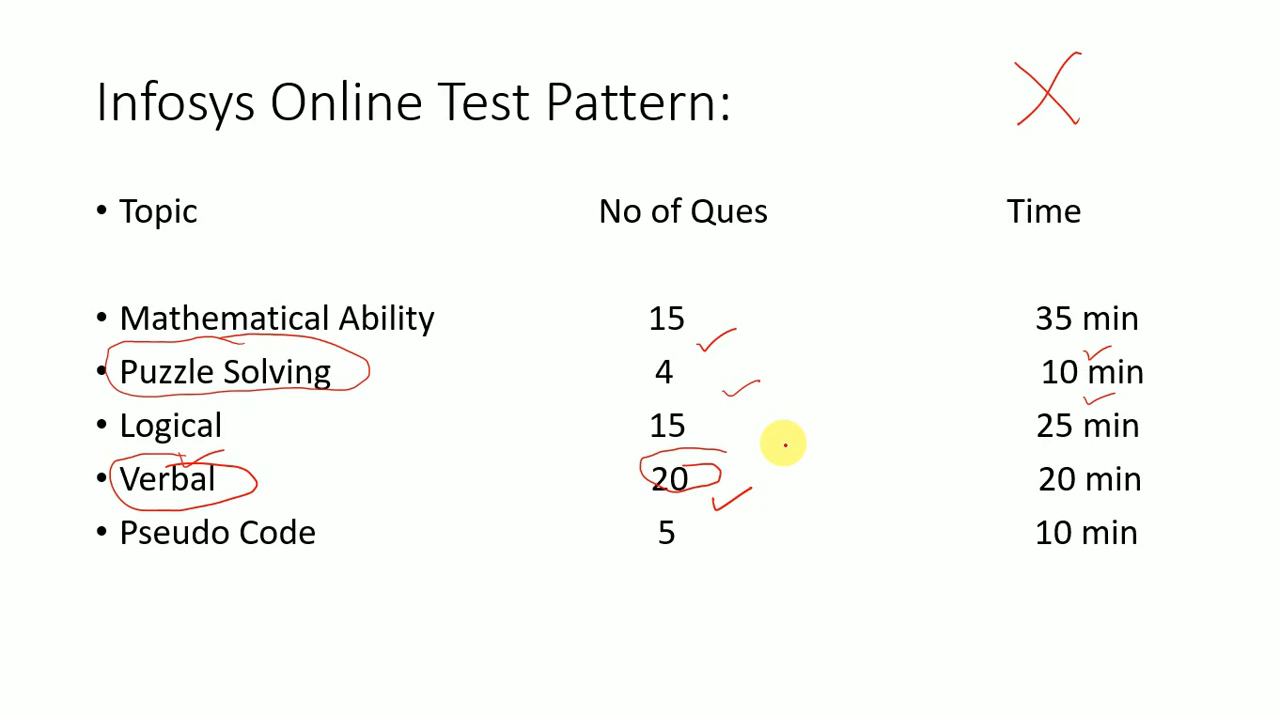 Infosys Online Test Pattern:
• Topic No of Ques Time
• Mathematical Ability 15 35 min
• Puzzle Solving 4 10 min
• Logical 15 25 min
• Verbal 20 20 min
• Pseudo Code 5 10 min